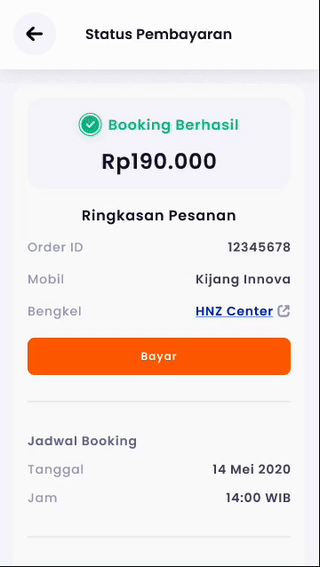 Status Pembayaran
Booking Berhasil
Rp190.000
Ringkasan Pesanan
Order ID 12345678
Mobil Kijang Innova
Bengkel HNZ Center
Bayar
Jadwal Booking
Tanggal 14 Mei 2020
Jam 14:00 WIB